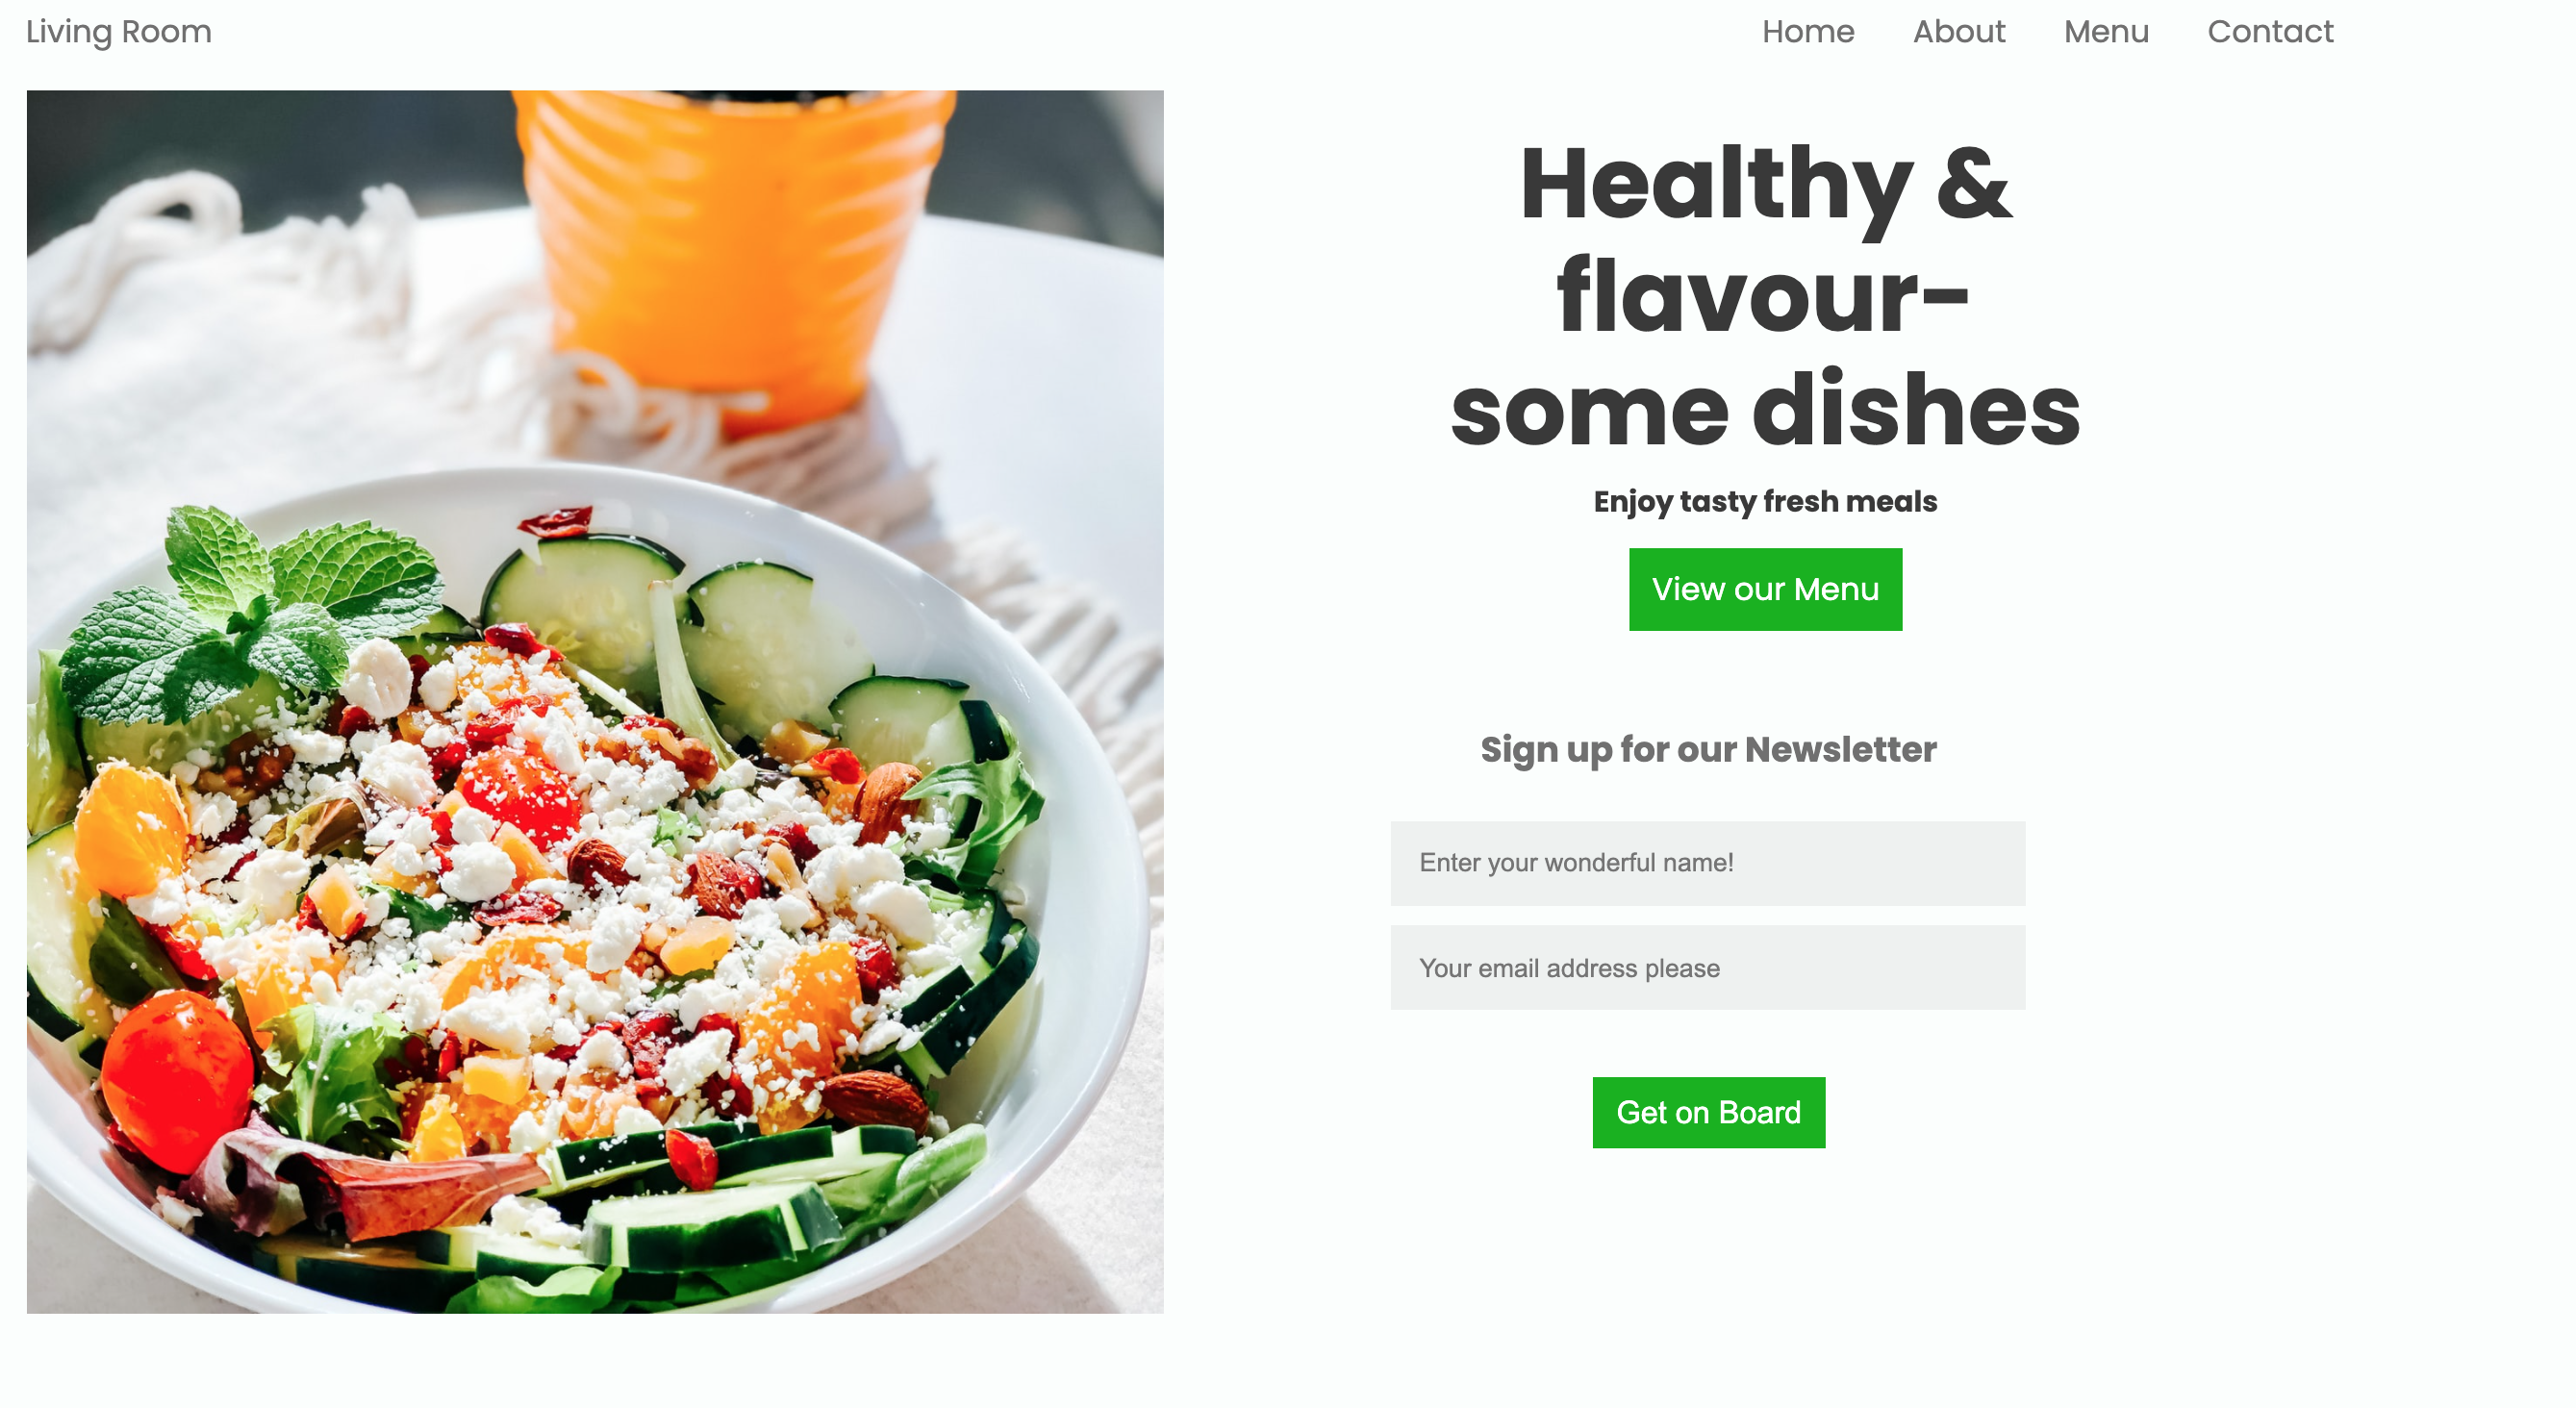 Living Room
Home About Menu Contact
Healthy &
flavour-
some dishes
Enjoy tasty fresh meals
View our Menu
Sign up for our Newsletter
Enter your wonderful name!
Your email address please
Get on Board